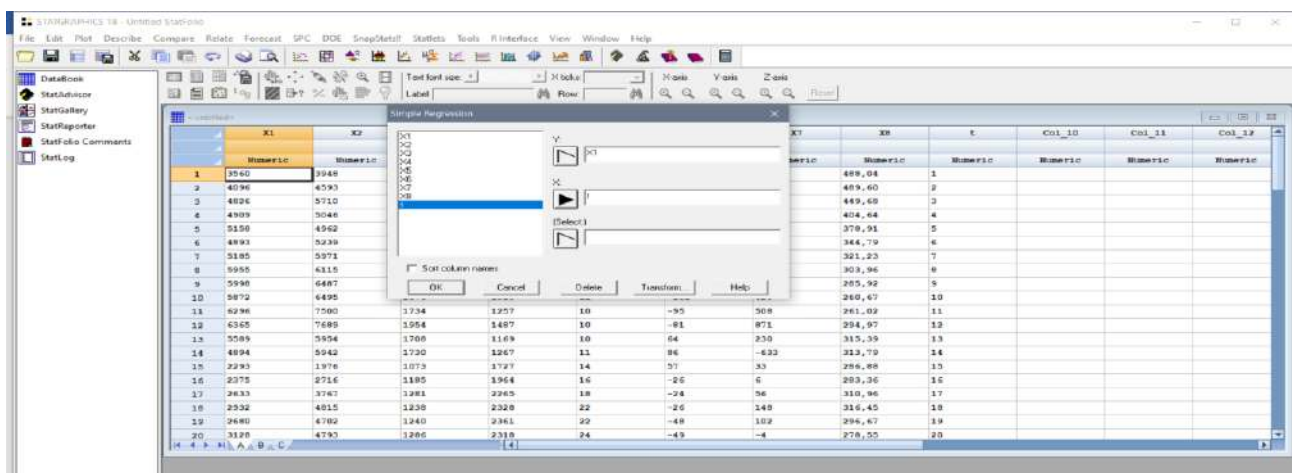 STATGRAPHICS 18 - Untitled StatFolio
File Edit Plot Describe Compare Relate Forecast SPC DOE SnapStats!! Statlets Tools R Interface View Window Help
DataBook
StatAdvisor
StatGallery
StatReporter
StatFolio Comments
StatLog
Text font size:
X ticks
X-axis Y-axis Z-axis
Label
Row
Reset
<untitled>
Simple Regression
X1
X2
X3
X4
X5
X6
X7
X8
t
Y:
X1
X:
t
(Select:)
Sort column names
OK Cancel Delete Transform... Help
X1 X2 X7 X8 t Col_10 Col_11 Col_12
Numeric Numeric Numeric Numeric Numeric Numeric Numeric
1 3560 3948 488,04 1
2 4096 4593 489,60 2
3 4826 5710 449,68 3
4 4989 5046 404,64 4
5 5158 4962 378,91 5
6 4893 5239 344,79 6
7 5185 5971 321,23 7
8 5955 6115 303,96 8
9 5998 6487 285,92 9
10 5872 6495 260,67 10
11 6296 7500 1734 1257 10 -95 508 261,02 11
12 6365 7689 1954 1487 10 -81 871 294,97 12
13 5589 5954 1708 1169 10 64 230 315,39 13
14 4894 5942 1730 1267 11 86 -633 313,79 14
15 2293 1976 1073 1727 14 57 33 286,88 15
16 2375 2716 1185 1964 16 -26 6 283,36 16
17 2633 3767 1281 2265 18 -24 56 310,96 17
18 2932 4815 1238 2328 22 -26 148 316,45 18
19 2680 4702 1240 2361 22 -48 102 296,67 19
20 3128 4793 1286 2318 24 -49 -4 278,55 20
A B C